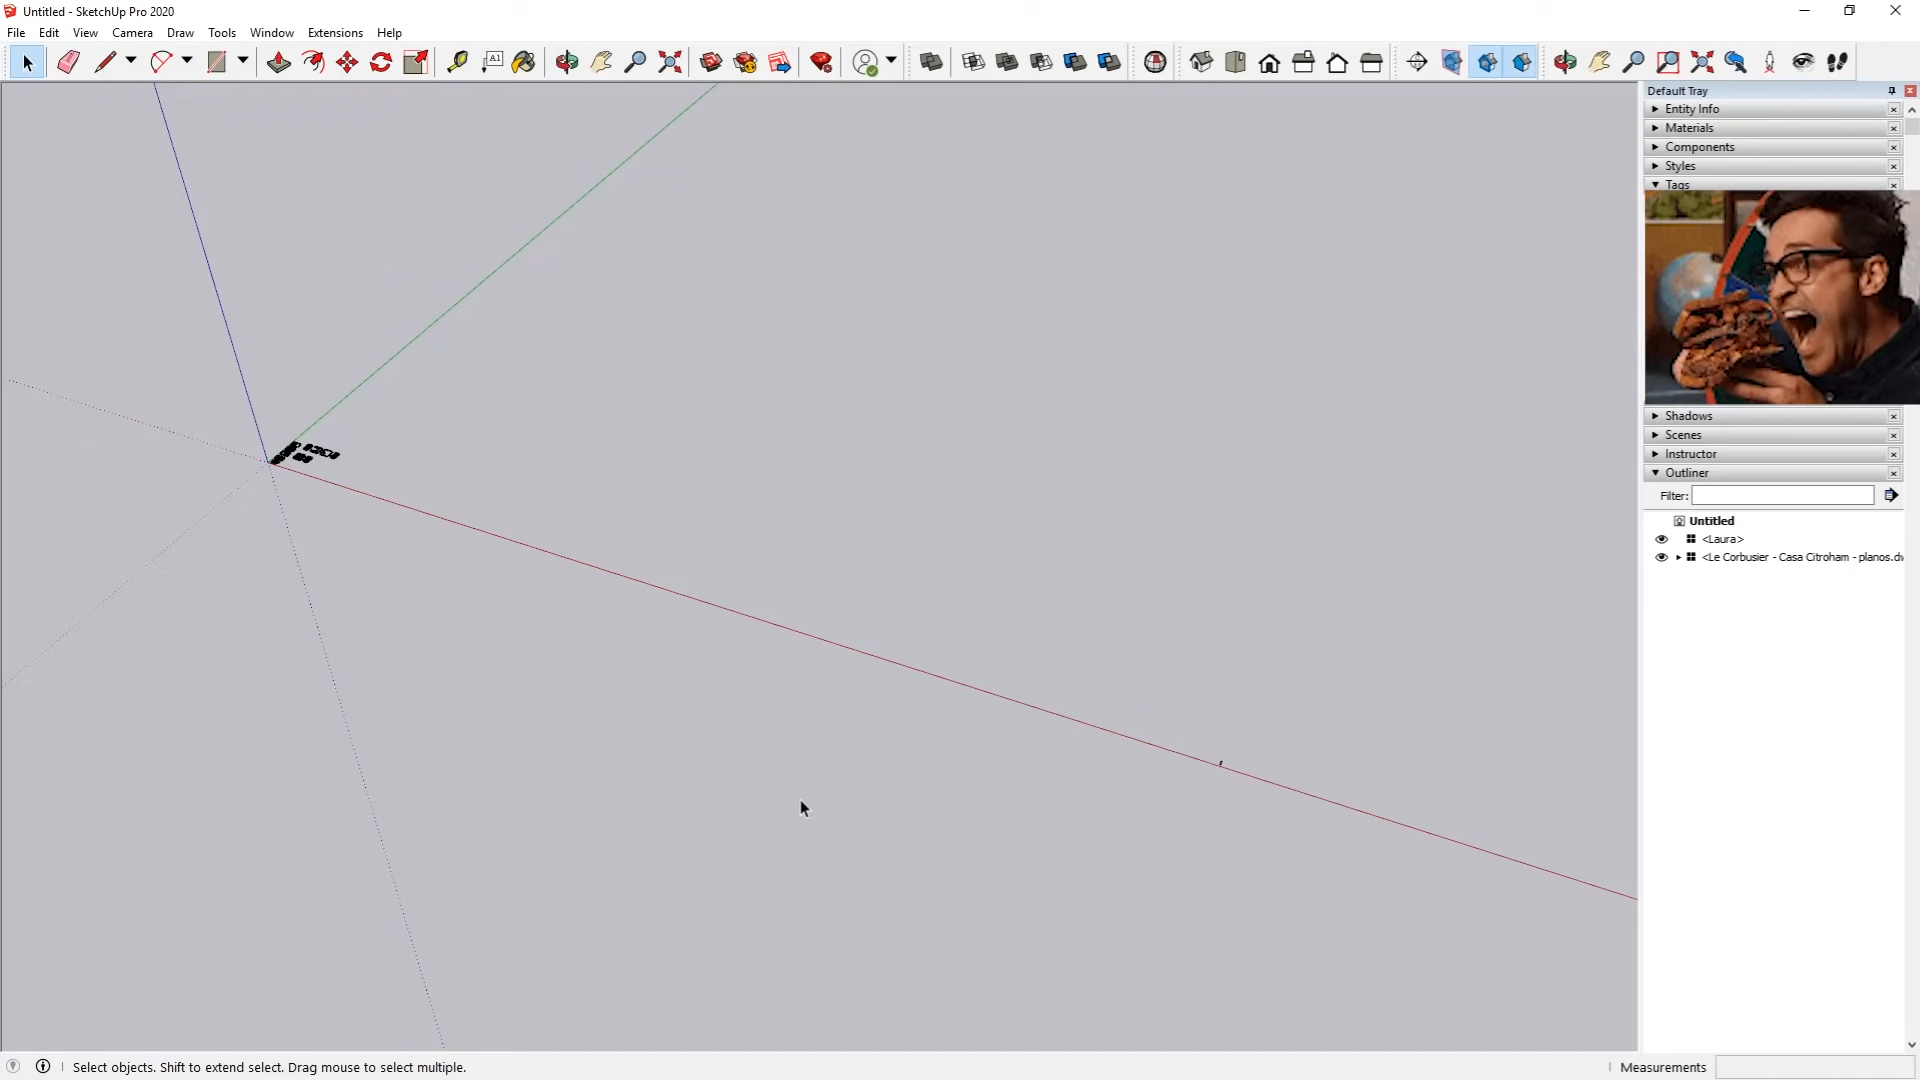 Untitled - SketchUp Pro 2020
File Edit View Camera Draw Tools Window Extensions Help
A1
Default Tray
Entity Info
Materials
Components
Styles
Tags
Shadows
Scenes
Instructor
Outliner
Filter:
Untitled
<Laura>
<Le Corbusier - Casa Citroham - planos.dw
Select objects. Shift to extend select. Drag mouse to select multiple.
Measurements